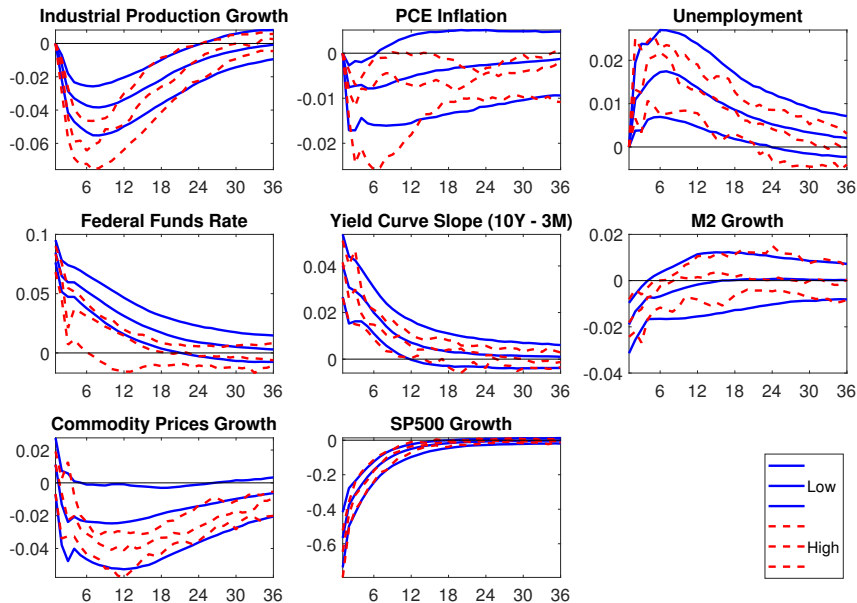 Industrial Production Growth
0
-0.02
-0.04
-0.06
6 12 18 24 30 36
PCE Inflation
0
-0.01
-0.02
6 12 18 24 30 36
Unemployment
0.02
0.01
0
6 12 18 24 30 36
Federal Funds Rate
0.1
0.05
0
6 12 18 24 30 36
Yield Curve Slope (10Y - 3M)
0.04
0.02
0
6 12 18 24 30 36
M2 Growth
0.02
0
-0.02
-0.04
6 12 18 24 30 36
Commodity Prices Growth
0.02
0
-0.02
-0.04
6 12 18 24 30 36
SP500 Growth
0
-0.2
-0.4
-0.6
6 12 18 24 30 36
Low
High